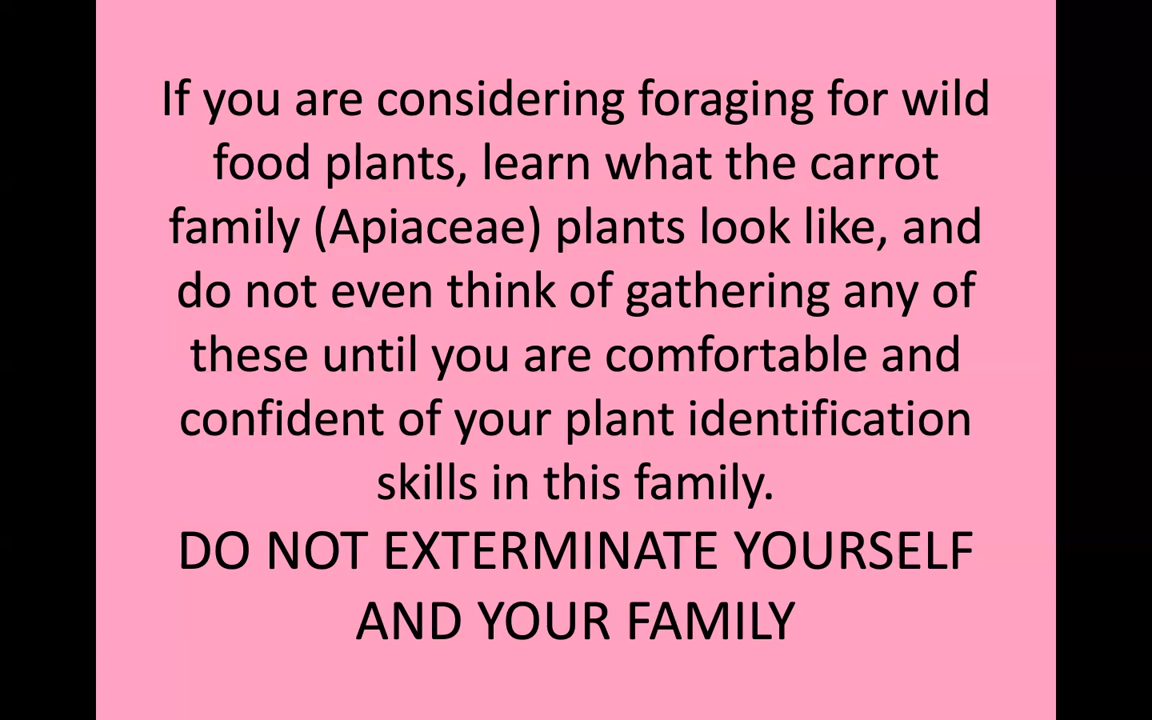 If you are considering foraging for wild
food plants, learn what the carrot
family (Apiaceae) plants look like, and
do not even think of gathering any of
these until you are comfortable and
confident of your plant identification
skills in this family.
DO NOT EXTERMINATE YOURSELF
AND YOUR FAMILY